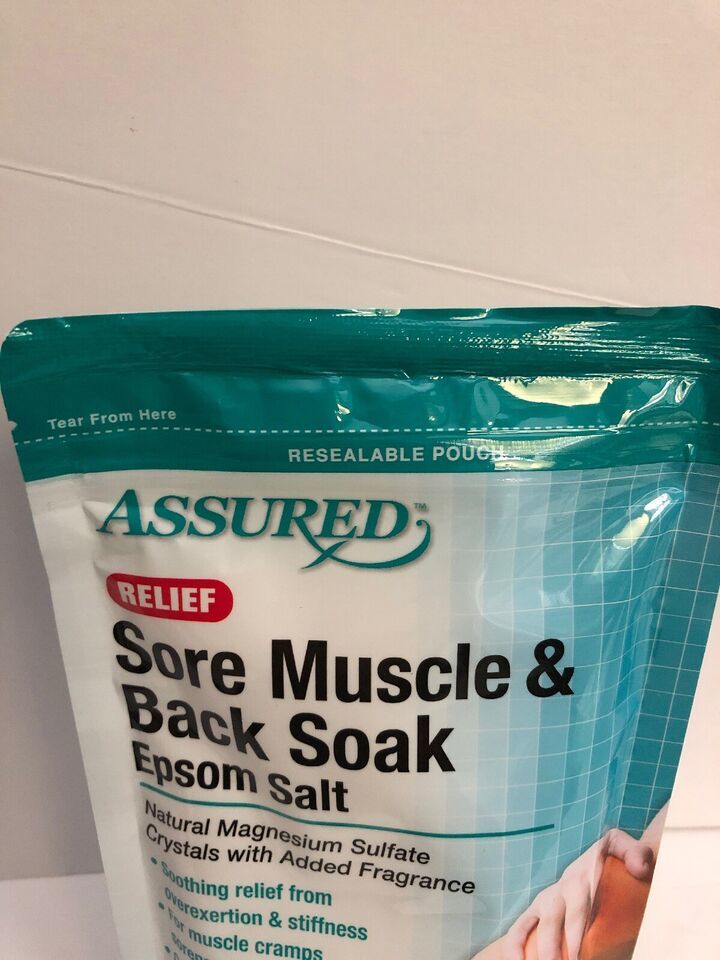 Tear From Here
RESEALABLE POUCH
ASSURED™
RELIEF
Sore Muscle &
Back Soak
Epsom Salt
Natural Magnesium Sulfate
Crystals with Added Fragrance
• Soothing relief from
overexertion & stiffness
• For muscle cramps